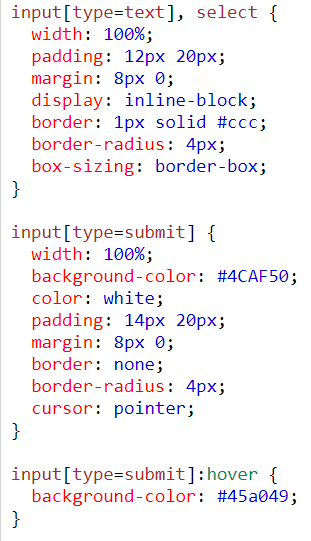 input[type=text], select {
  width: 100%;
  padding: 12px 20px;
  margin: 8px 0;
  display: inline-block;
  border: 1px solid #ccc;
  border-radius: 4px;
  box-sizing: border-box;
}

input[type=submit] {
  width: 100%;
  background-color: #4CAF50;
  color: white;
  padding: 14px 20px;
  margin: 8px 0;
  border: none;
  border-radius: 4px;
  cursor: pointer;
}

input[type=submit]:hover {
  background-color: #45a049;
}